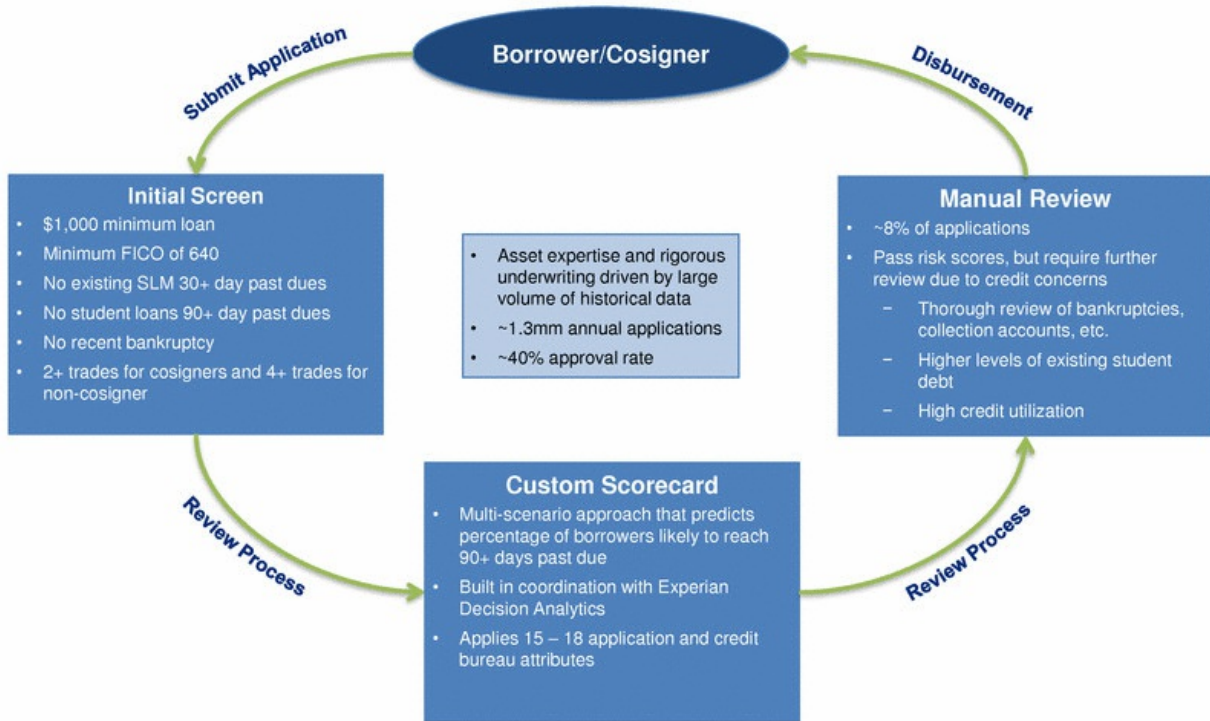 Borrower/Cosigner
Submit Application
Disbursement
Initial Screen
• $1,000 minimum loan
• Minimum FICO of 640
• No existing SLM 30+ day past dues
• No student loans 90+ day past dues
• No recent bankruptcy
• 2+ trades for cosigners and 4+ trades for
non-cosigner
• Asset expertise and rigorous
underwriting driven by large
volume of historical data
• ~1.3mm annual applications
• ~40% approval rate
Manual Review
• ~8% of applications
• Pass risk scores, but require further
review due to credit concerns
– Thorough review of bankruptcies,
collection accounts, etc.
– Higher levels of existing student
debt
– High credit utilization
Review Process
Custom Scorecard
• Multi-scenario approach that predicts
percentage of borrowers likely to reach
90+ days past due
• Built in coordination with Experian
Decision Analytics
• Applies 15 – 18 application and credit
bureau attributes
Review Process